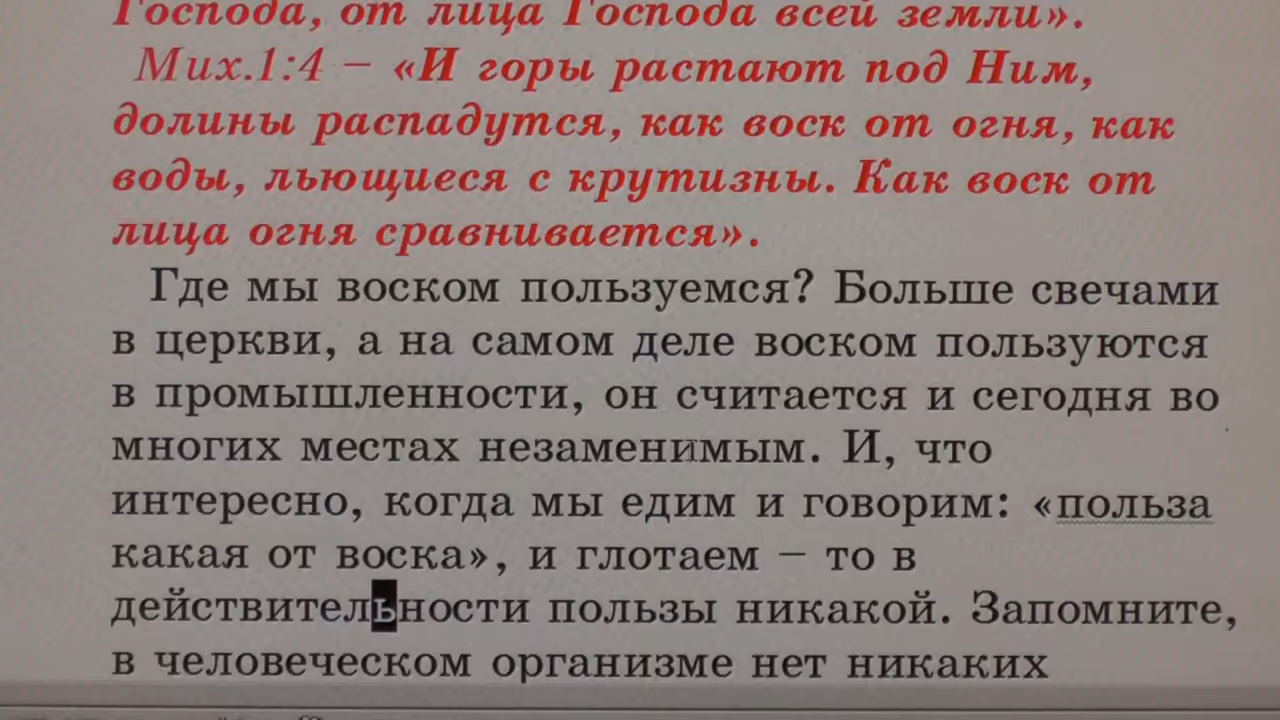 Господа, от лица Господа всей земли».
Мих.1:4 – «И горы растают под Ним,
долины распадутся, как воск от огня, как
воды, льющиеся с крутизны. Как воск от
лица огня сравнивается».
Где мы воском пользуемся? Больше свечами
в церкви, а на самом деле воском пользуются
в промышленности, он считается и сегодня во
многих местах незаменимым. И, что
интересно, когда мы едим и говорим: «польза
какая от воска», и глотаем – то в
действительности пользы никакой. Запомните,
в человеческом организме нет никаких